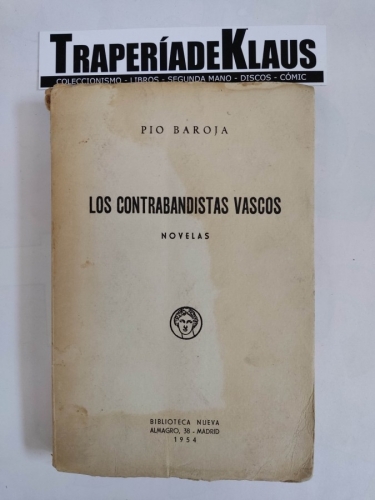 TRAPERÍADEKLAUS
COLECCIONISMO - LIBROS - SEGUNDA MANO - DISCOS - CÓMIC
PIO BAROJA
LOS CONTRABANDISTAS VASCOS
NOVELAS
BIBLIOTECA NUEVA
ALMAGRO, 38 - MADRID
1954